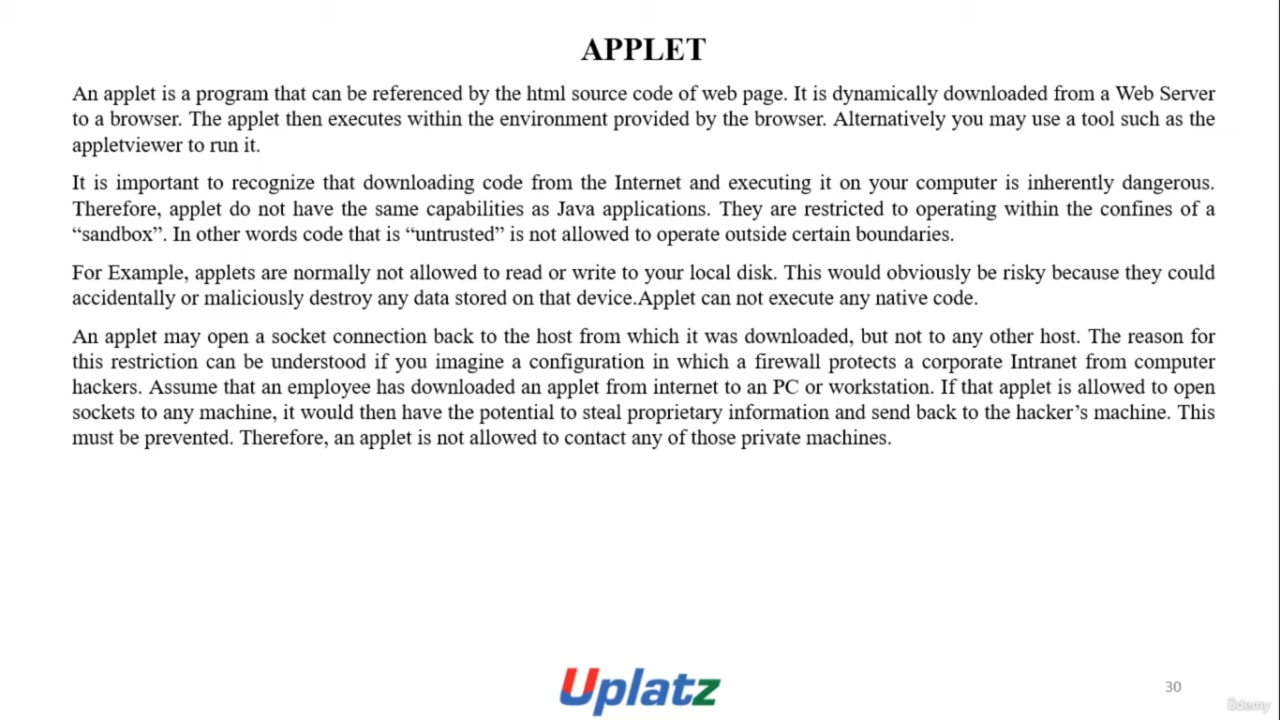 APPLET
An applet is a program that can be referenced by the html source code of web page. It is dynamically downloaded from a Web Server
to a browser. The applet then executes within the environment provided by the browser. Alternatively you may use a tool such as the
appletviewer to run it.
It is important to recognize that downloading code from the Internet and executing it on your computer is inherently dangerous.
Therefore, applet do not have the same capabilities as Java applications. They are restricted to operating within the confines of a
“sandbox”. In other words code that is “untrusted” is not allowed to operate outside certain boundaries.
For Example, applets are normally not allowed to read or write to your local disk. This would obviously be risky because they could
accidentally or maliciously destroy any data stored on that device.Applet can not execute any native code.
An applet may open a socket connection back to the host from which it was downloaded, but not to any other host. The reason for
this restriction can be understood if you imagine a configuration in which a firewall protects a corporate Intranet from computer
hackers. Assume that an employee has downloaded an applet from internet to an PC or workstation. If that applet is allowed to open
sockets to any machine, it would then have the potential to steal proprietary information and send back to the hacker’s machine. This
must be prevented. Therefore, an applet is not allowed to contact any of those private machines.
Uplatz
30
ûdemy